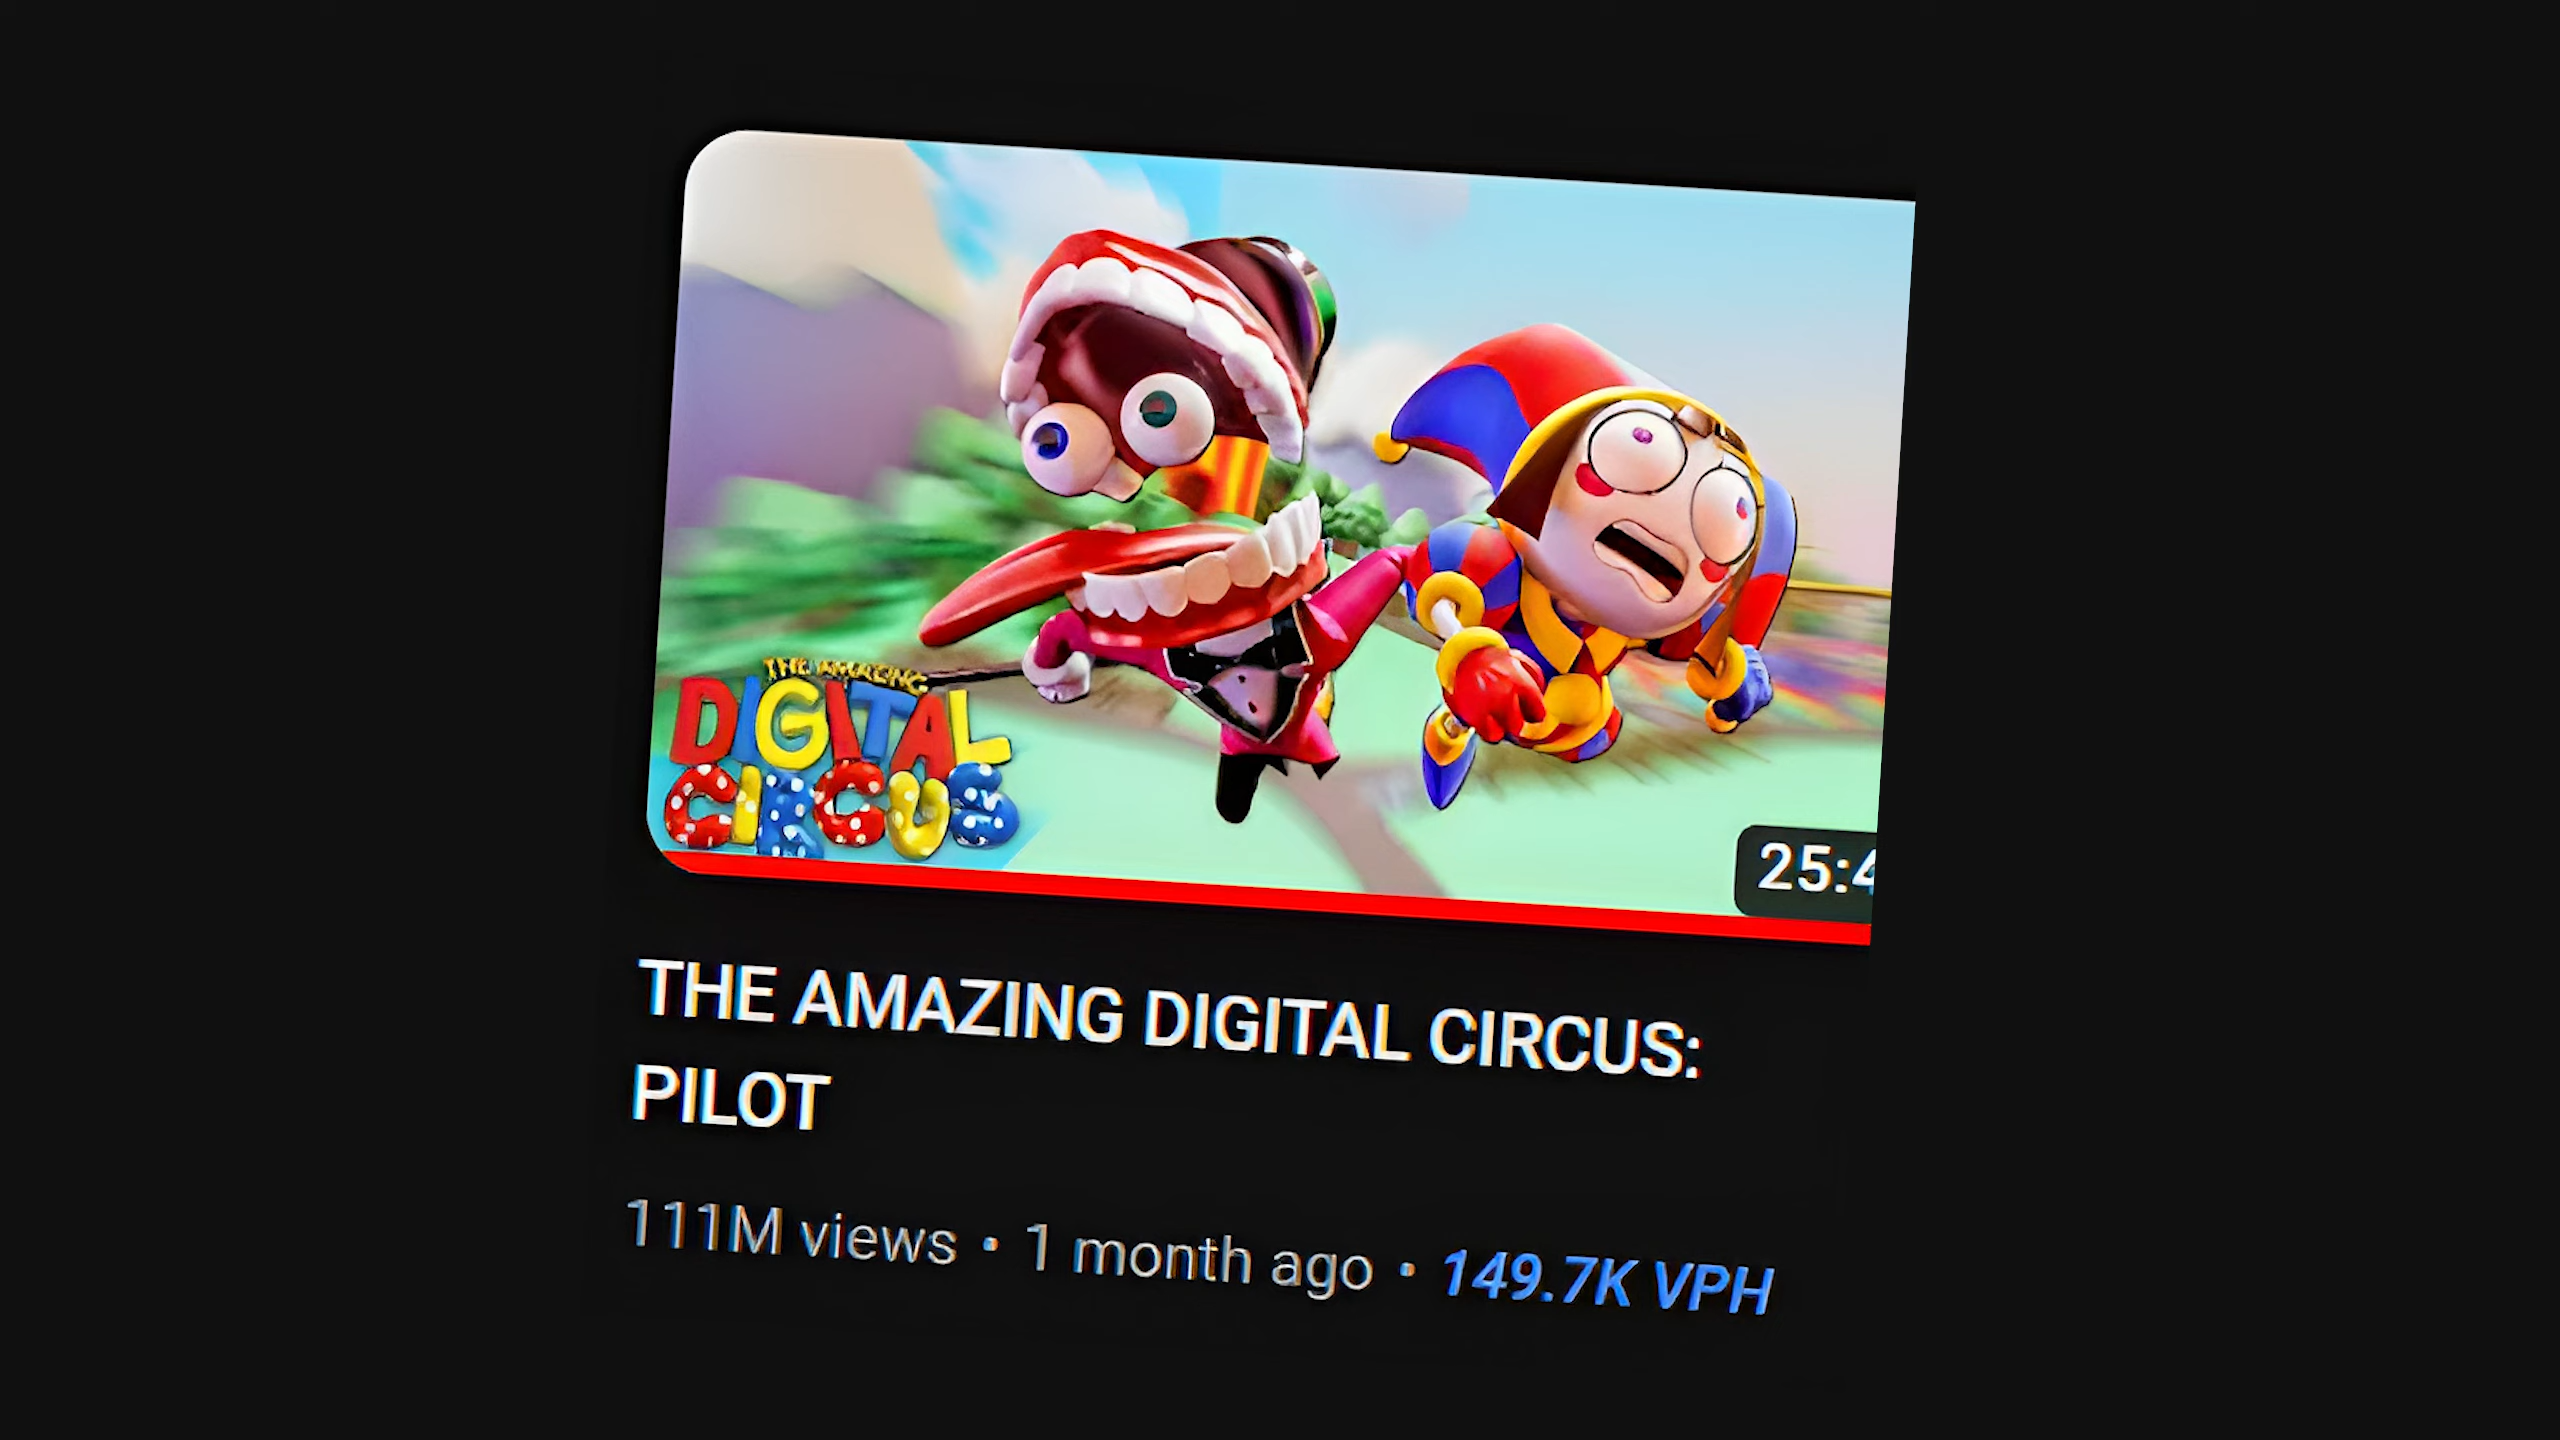 THE AMAZING
DIGITAL
CIRCUS
25:4
THE AMAZING DIGITAL CIRCUS:
PILOT
111M views • 1 month ago • 149.7K VPH